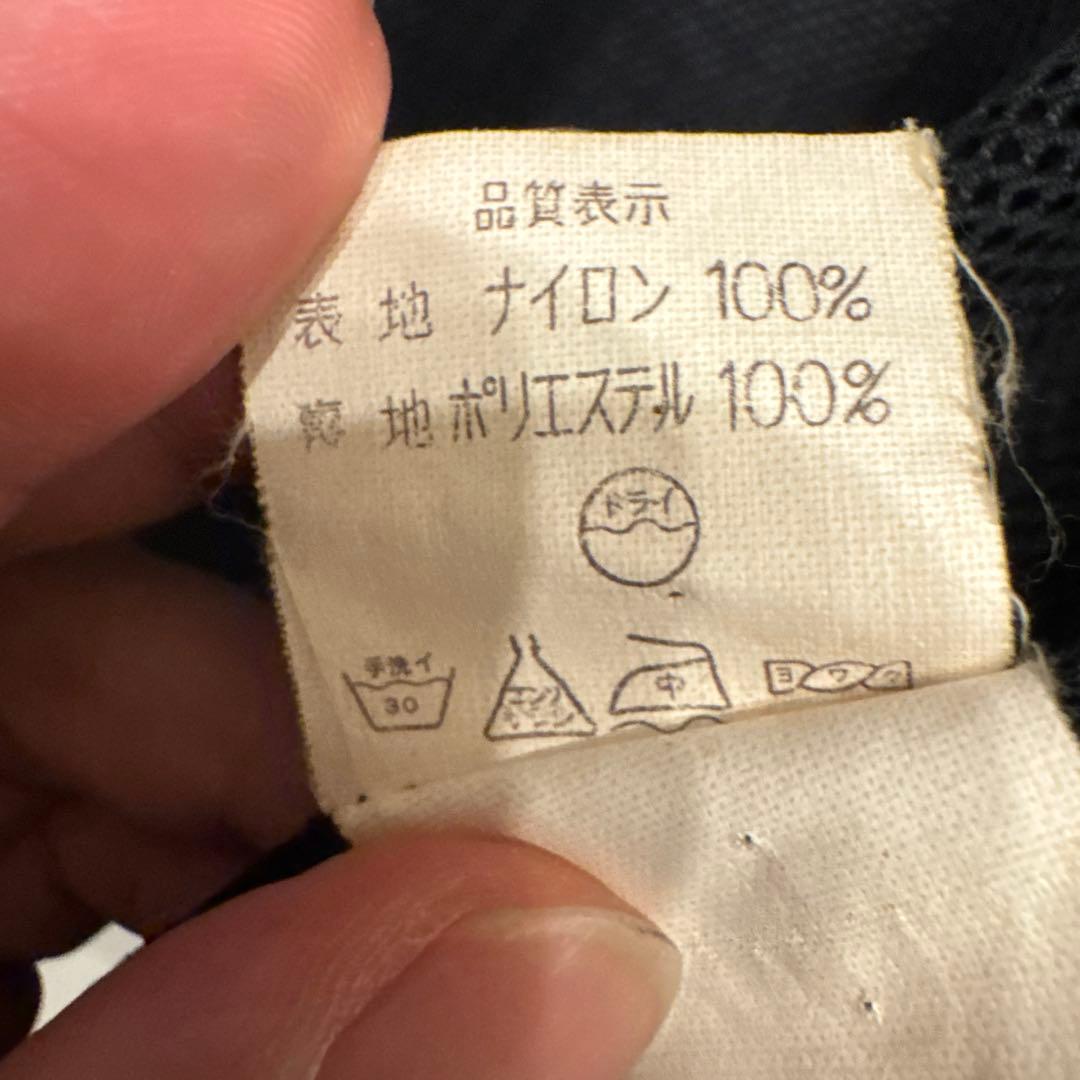 品質表示
表地 ナイロン 100%
裏地 ポリエステル 100%
ドライ
手洗イ
30
エンソ
サラシ
中
ヨワク